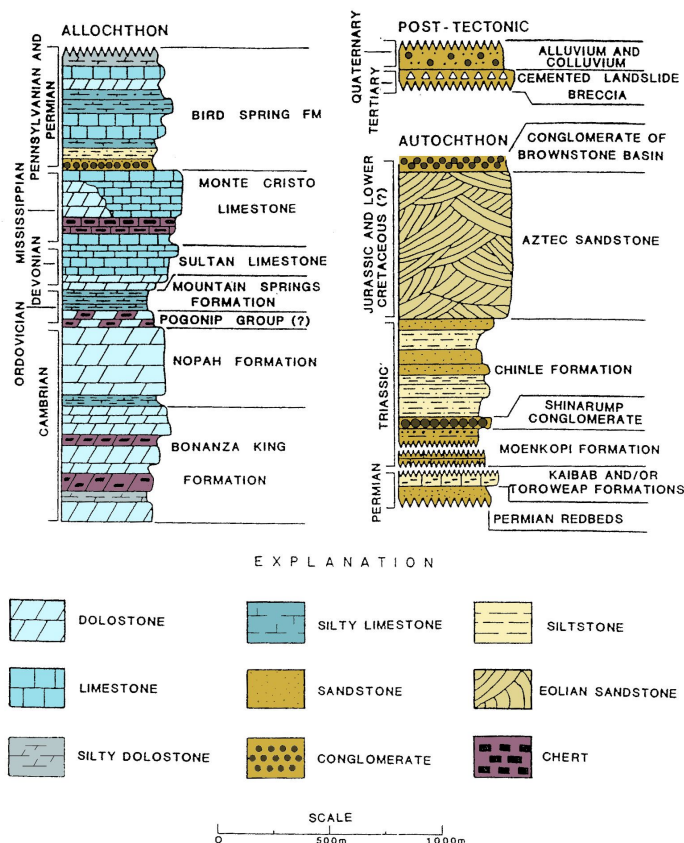 ALLOCHTHON
PENNSYLVANIAN AND
PERMIAN
MISSISSIPPIAN
DEVONIAN
ORDOVICIAN
CAMBRIAN
BIRD SPRING FM
MONTE CRISTO
LIMESTONE
SULTAN LIMESTONE
MOUNTAIN SPRINGS
FORMATION
POGONIP GROUP (?)
NOPAH FORMATION
BONANZA KING
FORMATION
POST-TECTONIC
QUATERNARY
TERTIARY
ALLUVIUM AND
COLLUVIUM
CEMENTED LANDSLIDE
BRECCIA
AUTOCHTHON
CONGLOMERATE OF
BROWNSTONE BASIN
JURASSIC AND LOWER
CRETACEOUS (?)
TRIASSIC
PERMIAN
AZTEC SANDSTONE
CHINLE FORMATION
SHINARUMP
CONGLOMERATE
MOENKOPI FORMATION
KAIBAB AND/OR
TOROWEAP FORMATIONS
PERMIAN REDBEDS
EXPLANATION
DOLOSTONE
SILTY LIMESTONE
SILTSTONE
LIMESTONE
SANDSTONE
EOLIAN SANDSTONE
SILTY DOLOSTONE
CONGLOMERATE
CHERT
SCALE
0 500m 1000m